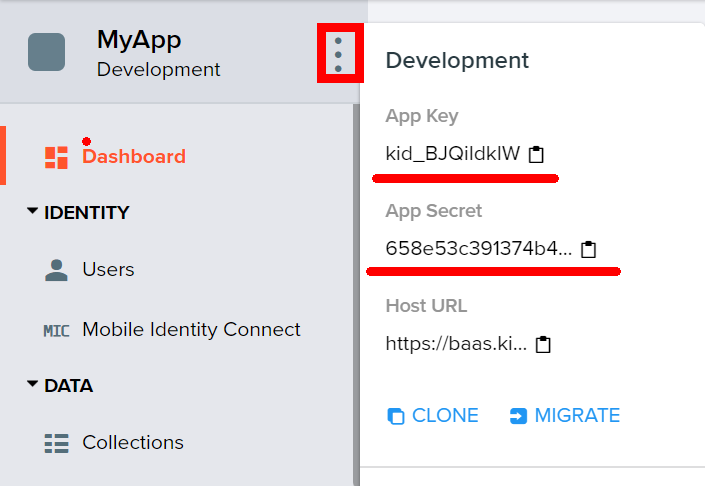 MyApp
Development
Dashboard
IDENTITY
Users
MIC Mobile Identity Connect
DATA
Collections
Development
App Key
kid_BJQildkIW
App Secret
658e53c391374b4...
Host URL
https://baas.ki...
CLONE MIGRATE